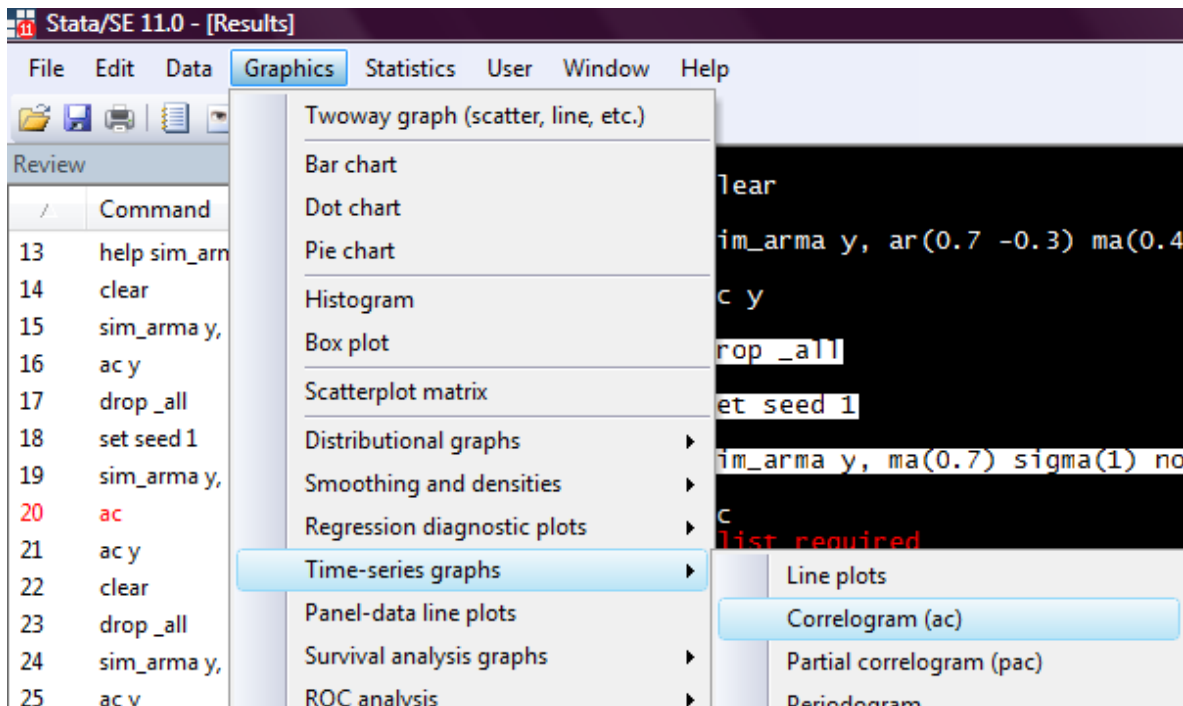 Stata/SE 11.0 - [Results]
File Edit Data Graphics Statistics User Window Help
Review
Command
13 help sim_arm
14 clear
15 sim_arma y,
16 ac y
17 drop _all
18 set seed 1
19 sim_arma y,
20 ac
21 ac y
22 clear
23 drop _all
24 sim_arma y,
25 ac y
Twoway graph (scatter, line, etc.)
Bar chart
Dot chart
Pie chart
Histogram
Box plot
Scatterplot matrix
Distributional graphs
Smoothing and densities
Regression diagnostic plots
Time-series graphs
Panel-data line plots
Survival analysis graphs
ROC analysis
Line plots
Correlogram (ac)
Partial correlogram (pac)
Periodogram
lear
im_arma y, ar(0.7 -0.3) ma(0.4
c y
rop _all
et seed 1
im_arma y, ma(0.7) sigma(1) no
c
list required